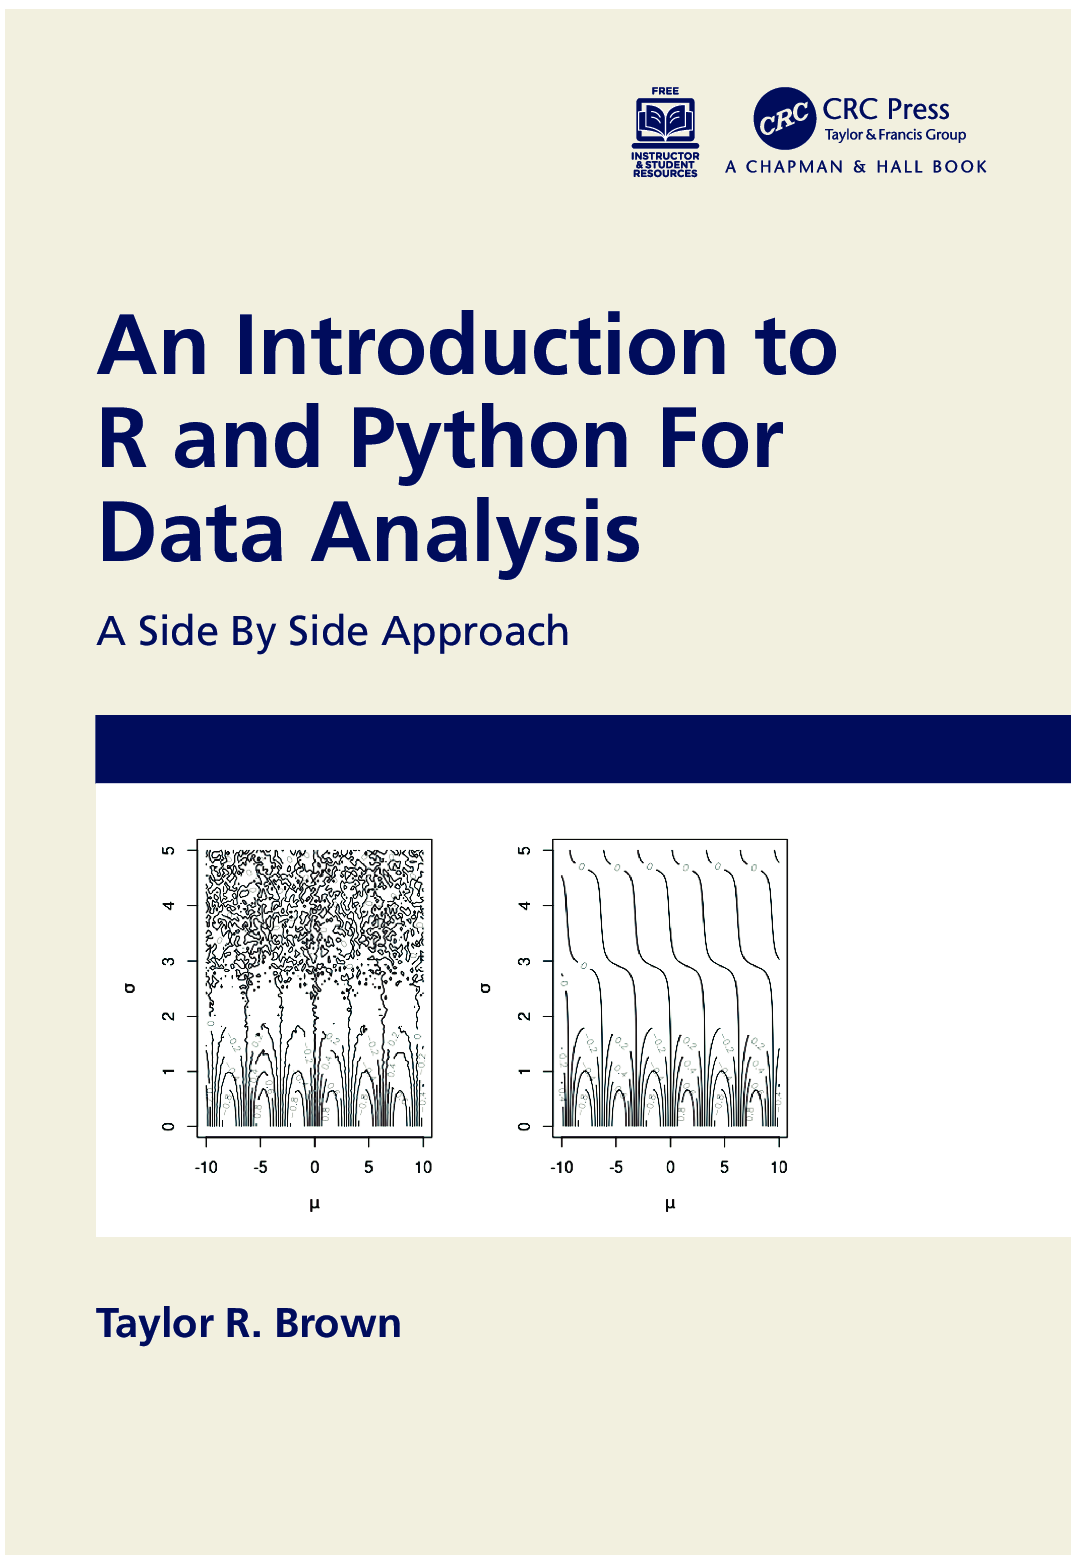 FREE
INSTRUCTOR
& STUDENT
RESOURCES
CRC
CRC Press
Taylor & Francis Group
A CHAPMAN & HALL BOOK
An Introduction to
R and Python For
Data Analysis
A Side By Side Approach
σ
0 1 2 3 4 5
-10 -5 0 5 10
μ
σ
0 1 2 3 4 5
-10 -5 0 5 10
μ
Taylor R. Brown